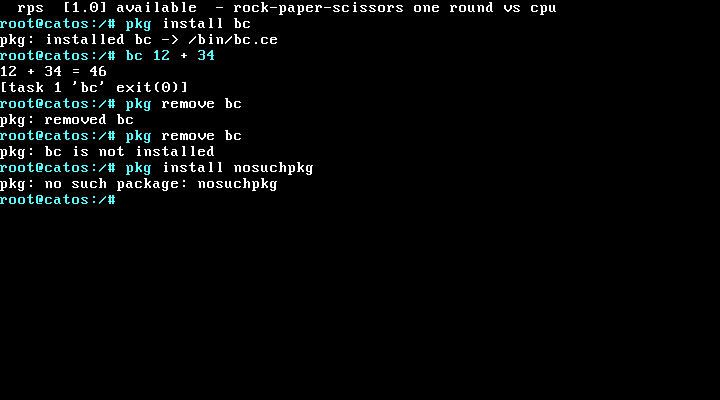 rps [1.0] available - rock-paper-scissors one round vs cpu
root@catos:/# pkg install bc
pkg: installed bc -> /bin/bc.ce
root@catos:/# bc 12 + 34
12 + 34 = 46
[task 1 'bc' exit(0)]
root@catos:/# pkg remove bc
pkg: removed bc
root@catos:/# pkg remove bc
pkg: bc is not installed
root@catos:/# pkg install nosuchpkg
pkg: no such package: nosuchpkg
root@catos:/#